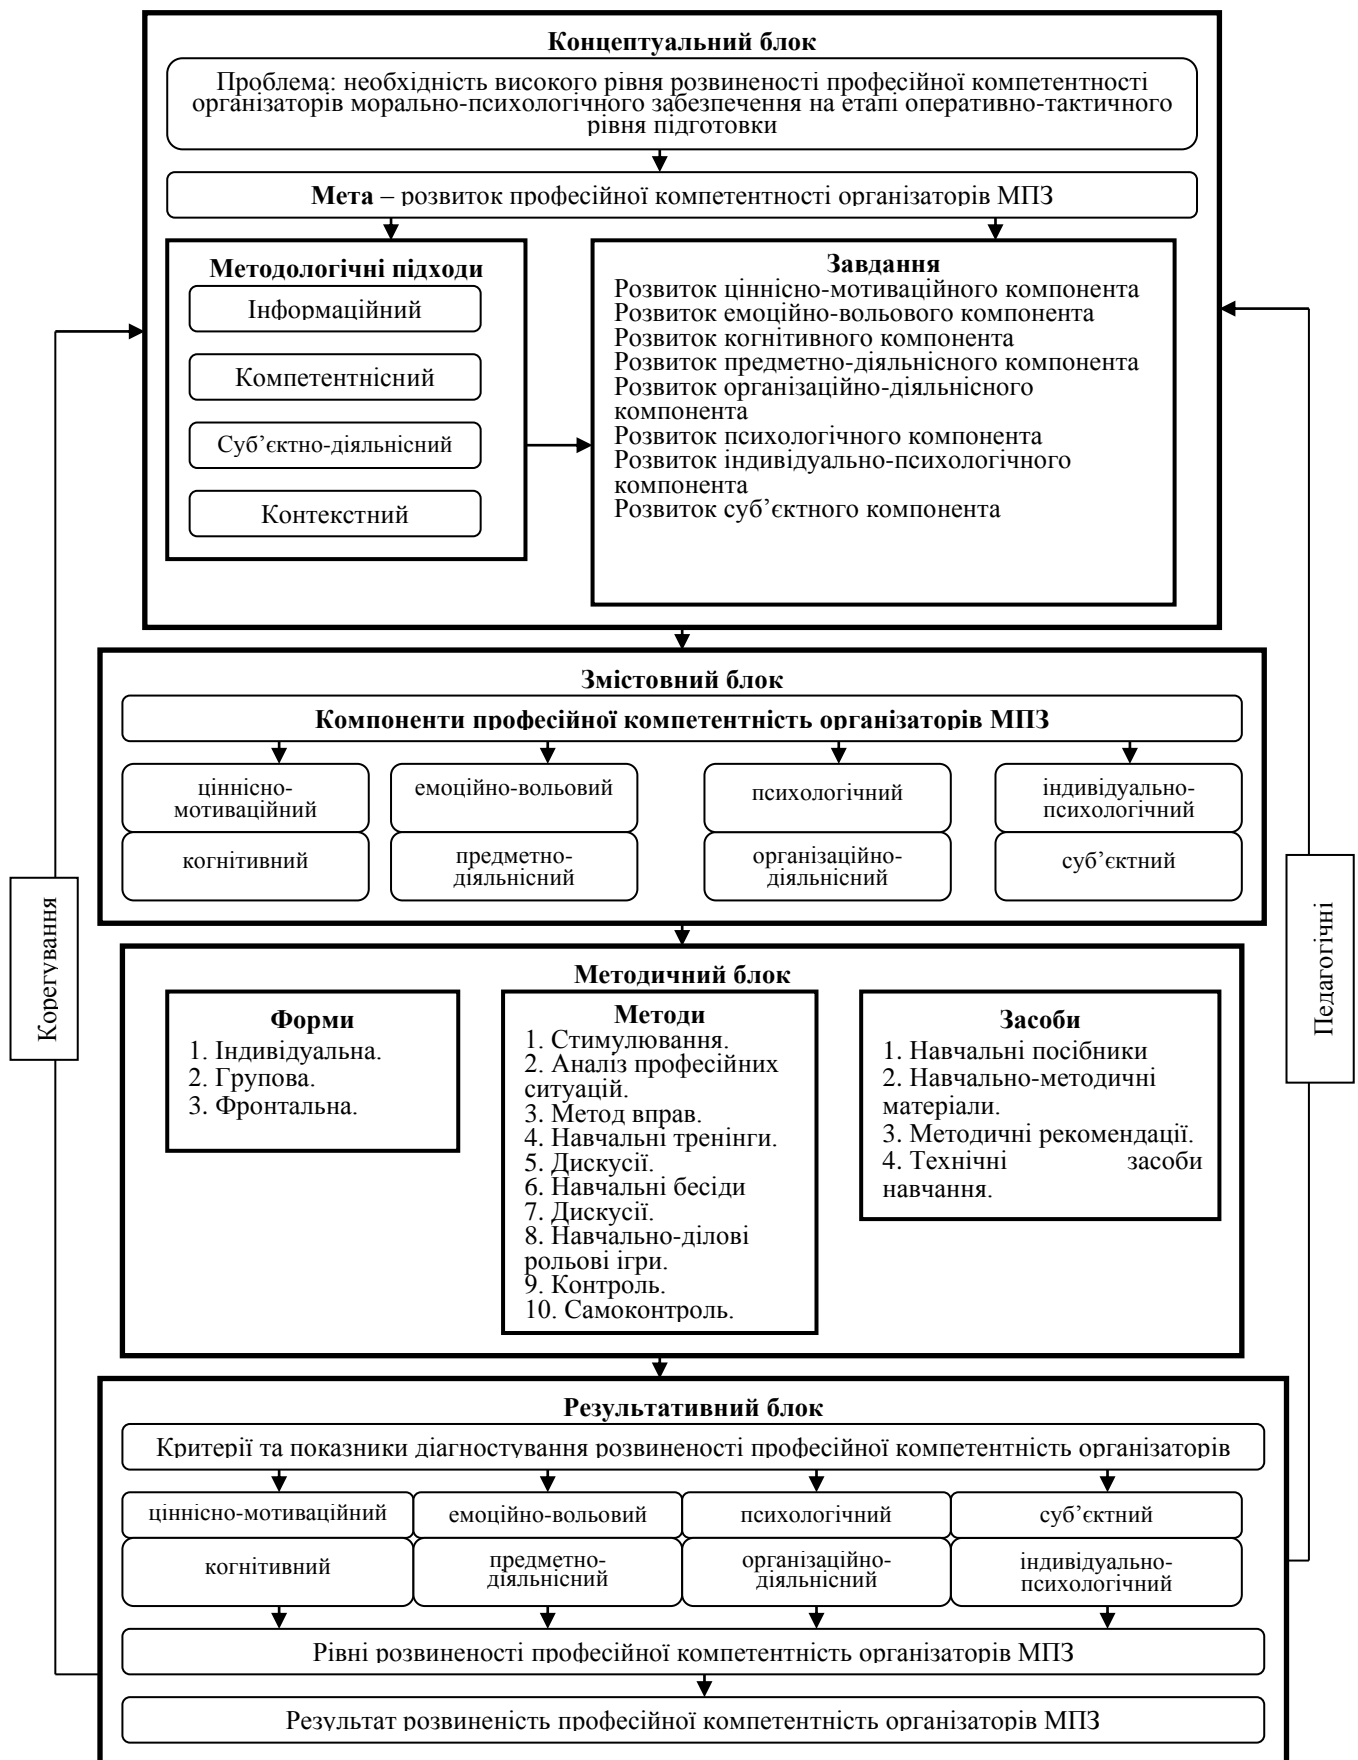 Концептуальний блок
Проблема: необхідність високого рівня розвиненості професійної компетентності
організаторів морально-психологічного забезпечення на етапі оперативно-тактичного
рівня підготовки
Мета – розвиток професійної компетентності організаторів МПЗ
Методологічні підходи
Інформаційний
Компетентнісний
Суб’єктно-діяльнісний
Контекстний
Завдання
Розвиток ціннісно-мотиваційного компонента
Розвиток емоційно-вольового компонента
Розвиток когнітивного компонента
Розвиток предметно-діяльнісного компонента
Розвиток організаційно-діяльнісного
компонента
Розвиток психологічного компонента
Розвиток індивідуально-психологічного
компонента
Розвиток суб’єктного компонента
Змістовний блок
Компоненти професійної компетентність організаторів МПЗ
ціннісно-
мотиваційний
емоційно-вольовий
психологічний
індивідуально-
психологічний
когнітивний
предметно-
діяльнісний
організаційно-
діяльнісний
суб’єктний
Корегування
Педагогічні
Методичний блок
Форми
1. Індивідуальна.
2. Групова.
3. Фронтальна.
Методи
1. Стимулювання.
2. Аналіз професійних
ситуацій.
3. Метод вправ.
4. Навчальні тренінги.
5. Дискусії.
6. Навчальні бесіди
7. Дискусії.
8. Навчально-ділові
рольові ігри.
9. Контроль.
10. Самоконтроль.
Засоби
1. Навчальні посібники
2. Навчально-методичні
матеріали.
3. Методичні рекомендації.
4. Технічні засоби
навчання.
Результативний блок
Критерії та показники діагностування розвиненості професійної компетентність організаторів
ціннісно-мотиваційний
емоційно-вольовий
психологічний
суб’єктний
когнітивний
предметно-
діяльнісний
організаційно-
діяльнісний
індивідуально-
психологічний
Рівні розвиненості професійної компетентність організаторів МПЗ
Результат розвиненість професійної компетентність організаторів МПЗ